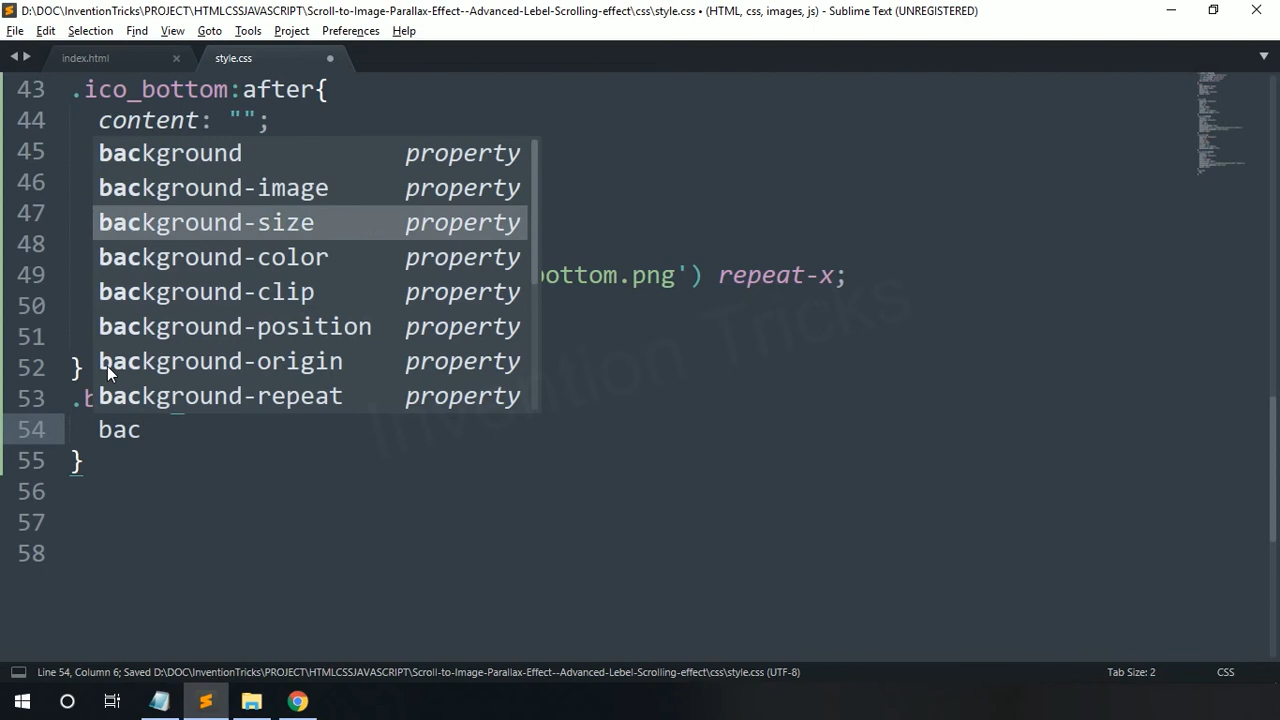 D:\DOC\InventionTricks\PROJECT\HTMLCSSJAVASCRIPT\Scroll-to-Image-Parallax-Effect--Advanced-Lebel-Scrolling-effect\css\style.css • (HTML, css, images, js) - Sublime Text (UNREGISTERED)
File Edit Selection Find View Goto Tools Project Preferences Help
index.html style.css
43 .ico_bottom:after{
44 content: "";
45 background property
46 background-image property
47 background-size property
48 background-color property
49 background-clip property ottom.png') repeat-x;
50 background-position property
51 background-origin property
52 } background-repeat property
53 .b
54 bac
55 }
56
57
58
Invention Tricks
Line 54, Column 6; Saved D:\DOC\InventionTricks\PROJECT\HTMLCSSJAVASCRIPT\Scroll-to-Image-Parallax-Effect--Advanced-Lebel-Scrolling-effect\css\style.css (UTF-8) Tab Size: 2 CSS